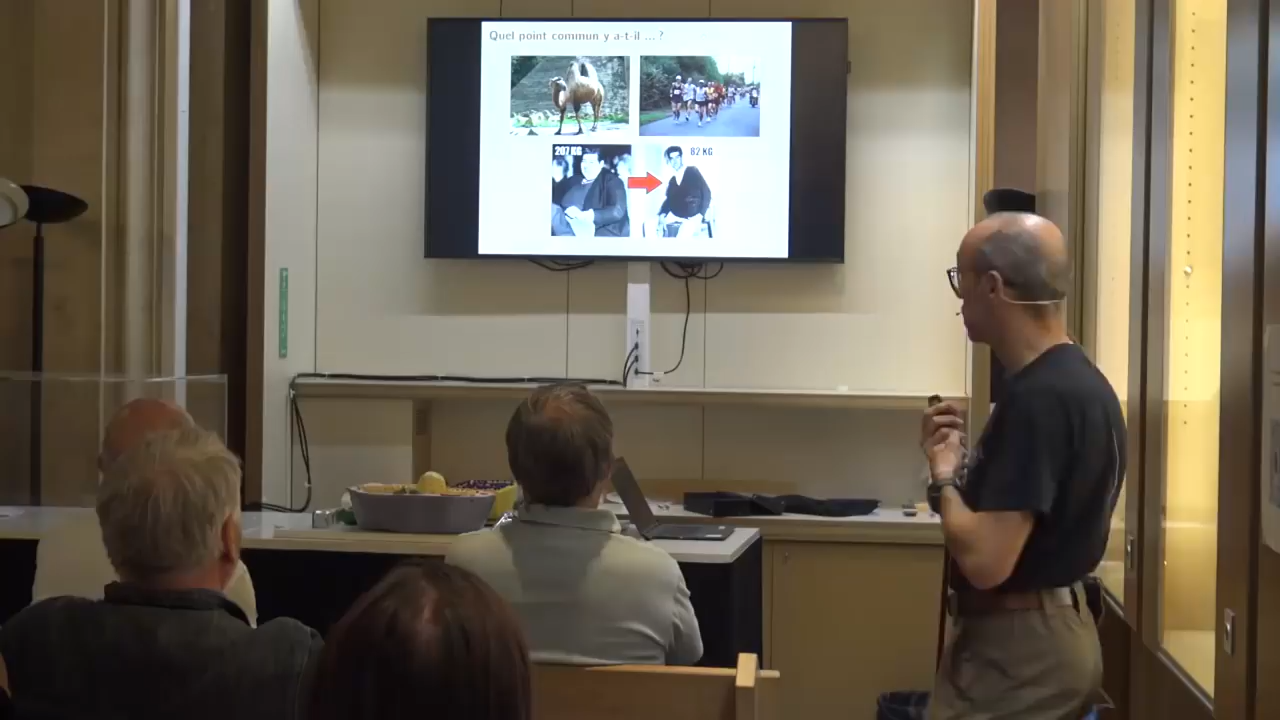 Quel point commun y a-t-il ... ?
207 KG
82 KG